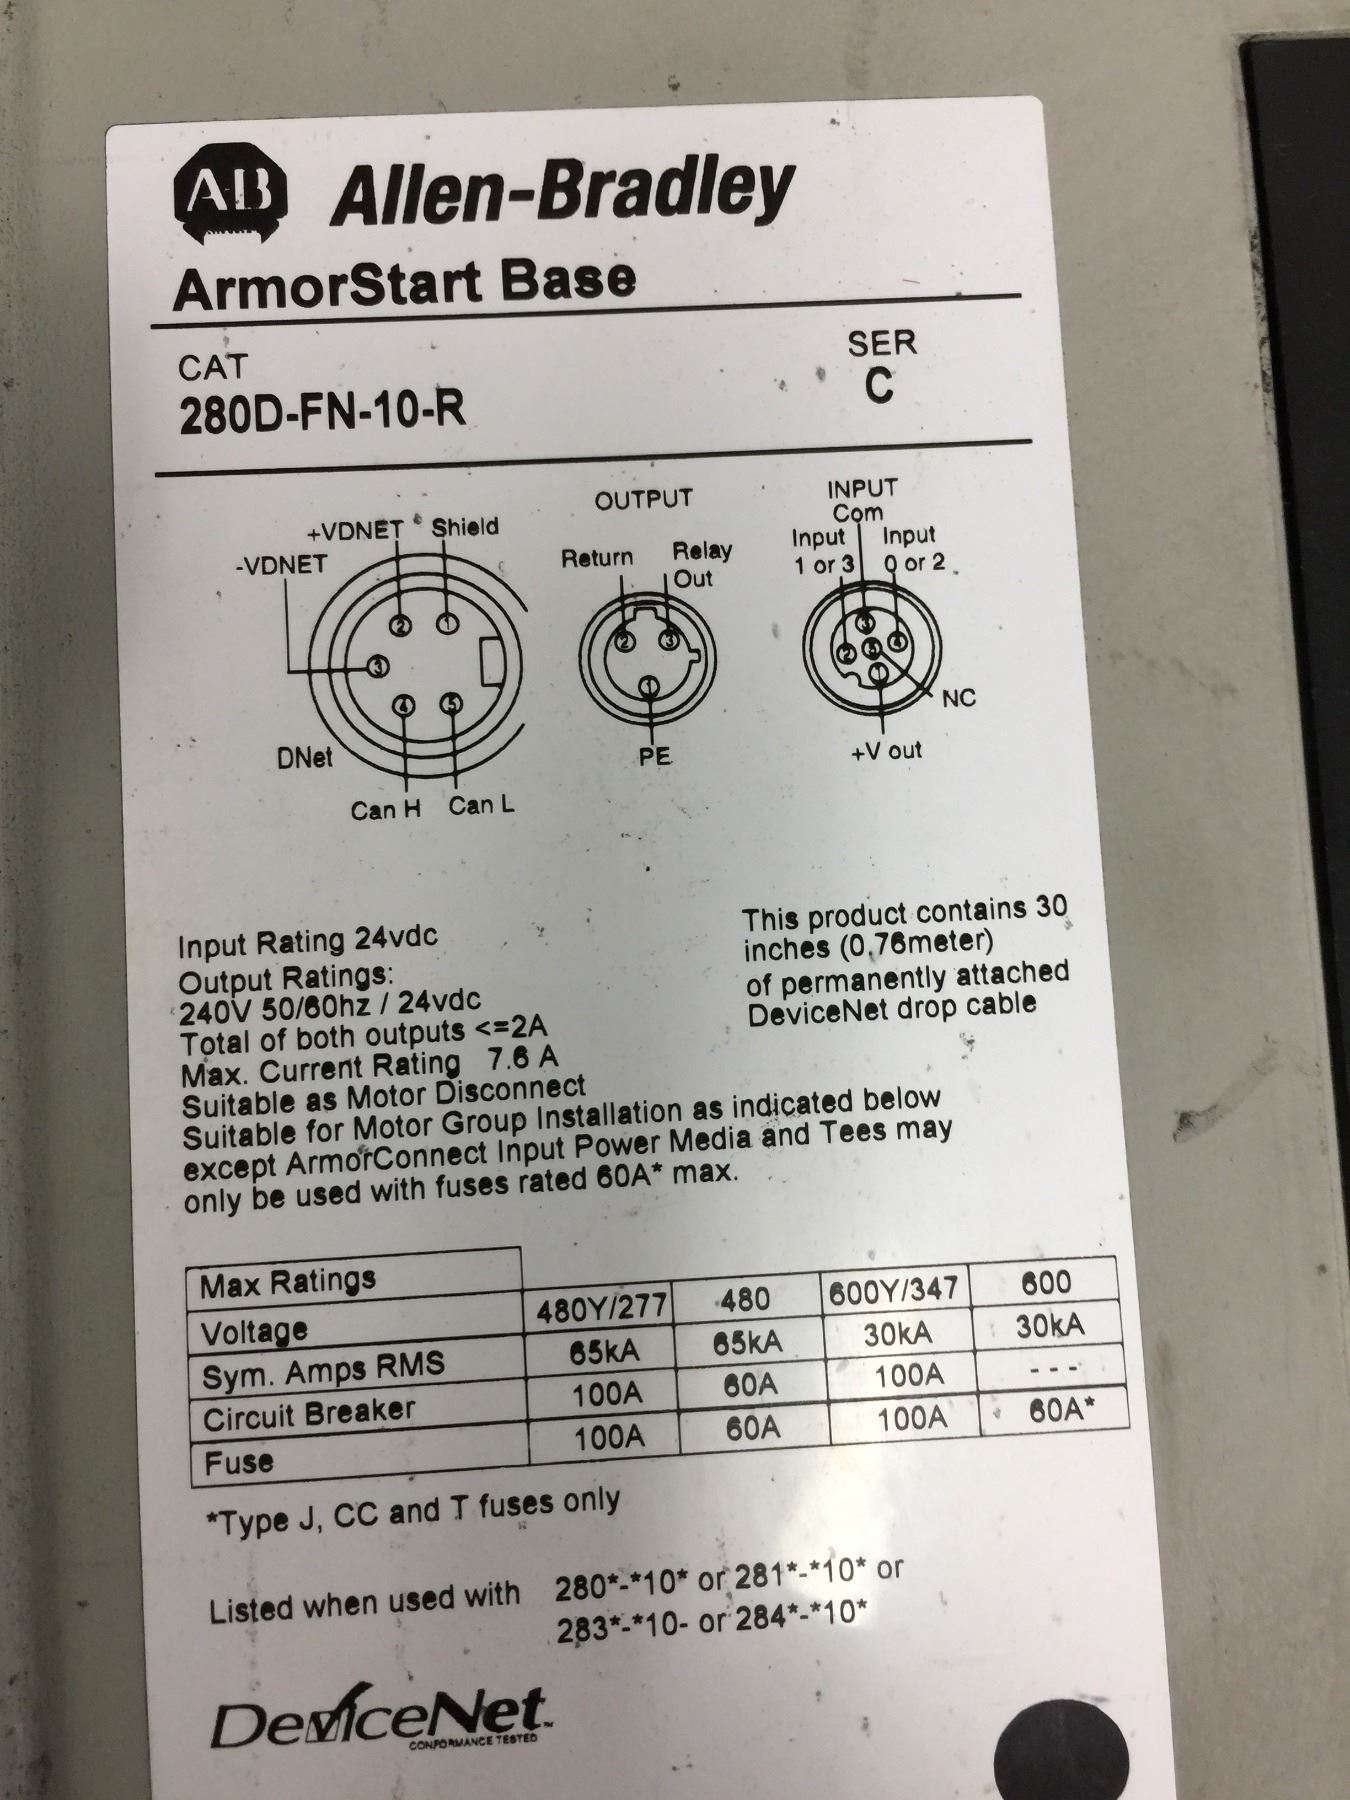 AB Allen-Bradley
ArmorStart Base
CAT
280D-FN-10-R
SER
C
+VDNET Shield
-VDNET
2 1
3
4 5
DNet
Can H Can L
OUTPUT
Return Relay
Out
2 3
1
PE
INPUT
Com
Input Input
1 or 3 0 or 2
3
2 5 4
1
NC
+V out
Input Rating 24vdc
Output Ratings:
240V 50/60hz / 24vdc
Total of both outputs <=2A
Max. Current Rating 7.6 A
Suitable as Motor Disconnect
Suitable for Motor Group Installation as indicated below
except ArmorConnect Input Power Media and Tees may
only be used with fuses rated 60A* max.
This product contains 30
inches (0.76meter)
of permanently attached
DeviceNet drop cable
Max Ratings
Voltage 480Y/277 480 600Y/347 600
Sym. Amps RMS 65kA 65kA 30kA 30kA
Circuit Breaker 100A 60A 100A ---
Fuse 100A 60A 100A 60A*
*Type J, CC and T fuses only
Listed when used with 280*-*10* or 281*-*10* or
283*-*10- or 284*-*10*
DeviceNet™
CONFORMANCE TESTED